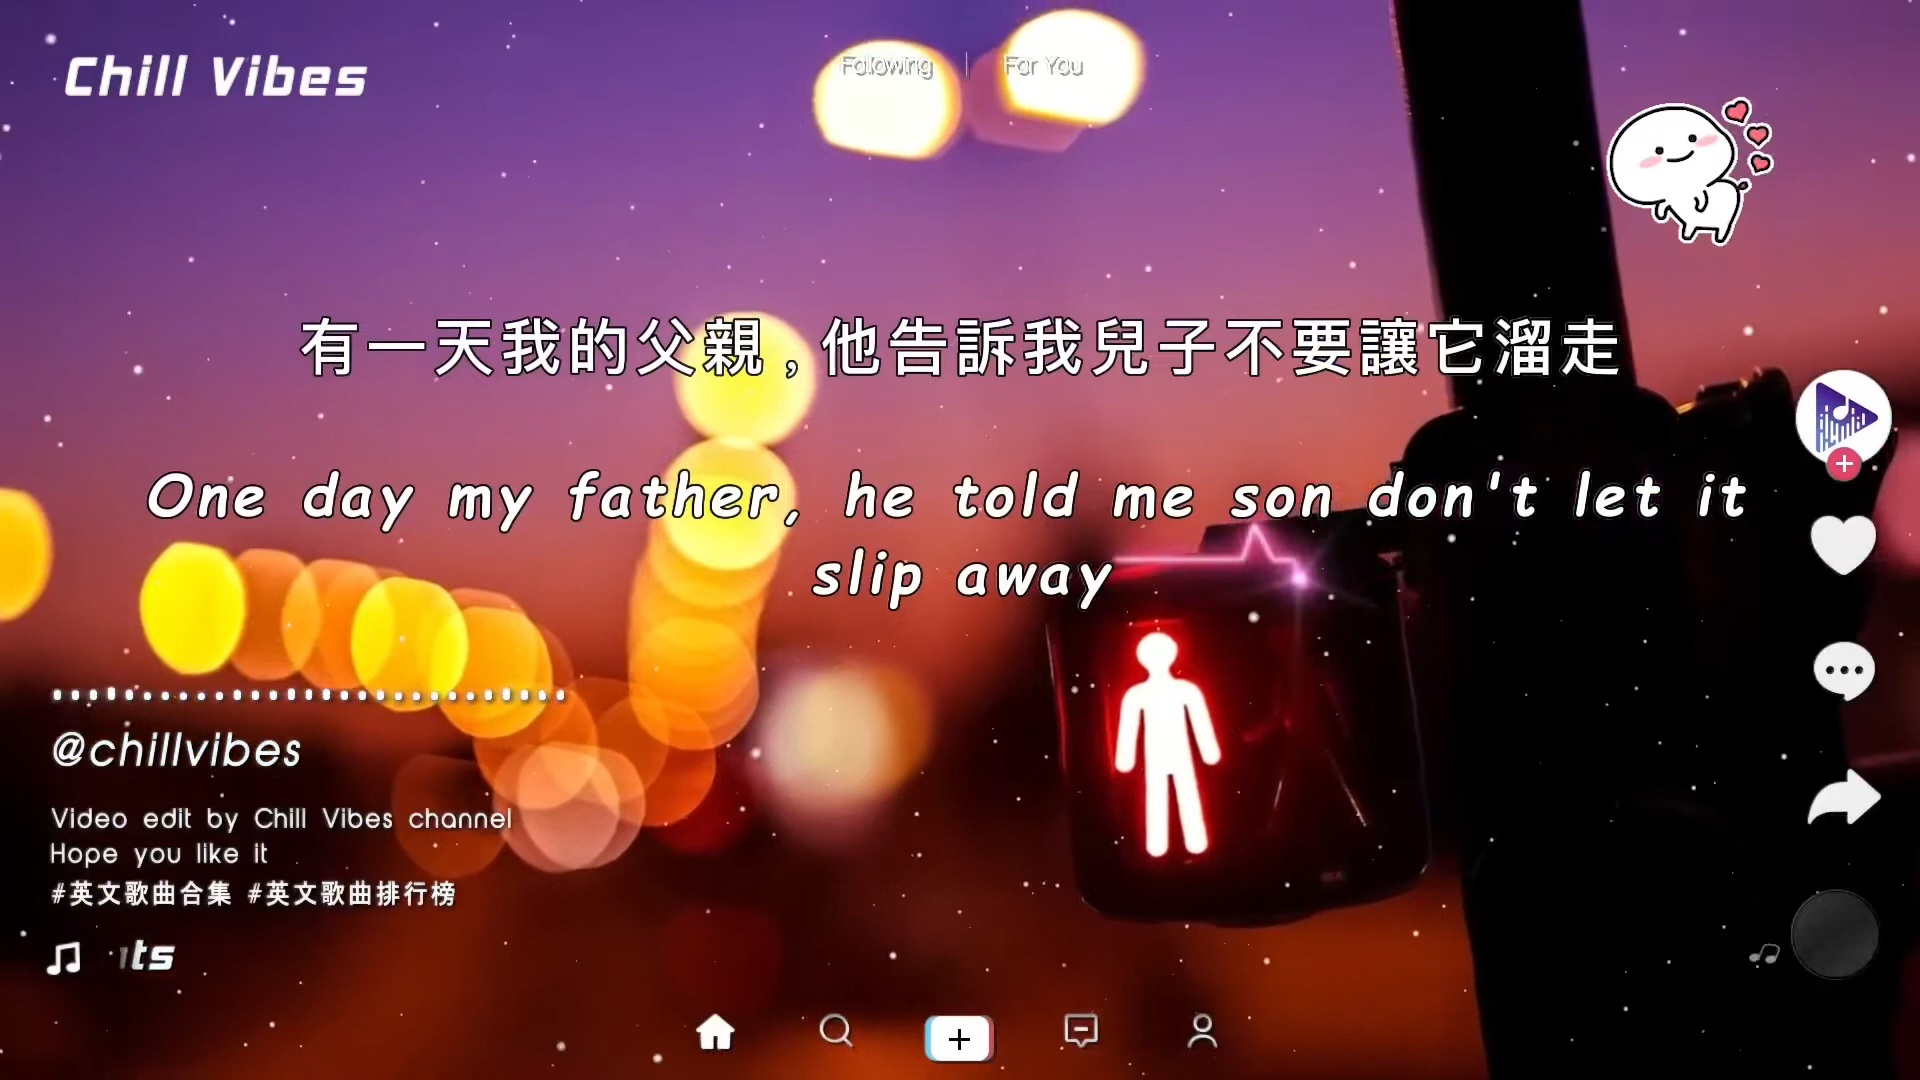 Chill Vibes
Following | For You
有一天我的父親，他告訴我兒子不要讓它溜走
One day my father, he told me son don't let it
slip away
@chillvibes
Video edit by Chill Vibes channel
Hope you like it
#英文歌曲合集 #英文歌曲排行榜